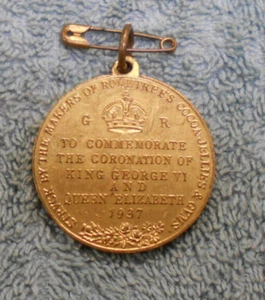 STRUCK BY THE MAKERS OF ROWNTREE'S COCOA, JELLIES & GUMS
G R
TO COMMEMORATE
THE CORONATION OF
KING GEORGE VI
AND
QUEEN ELIZABETH
1937